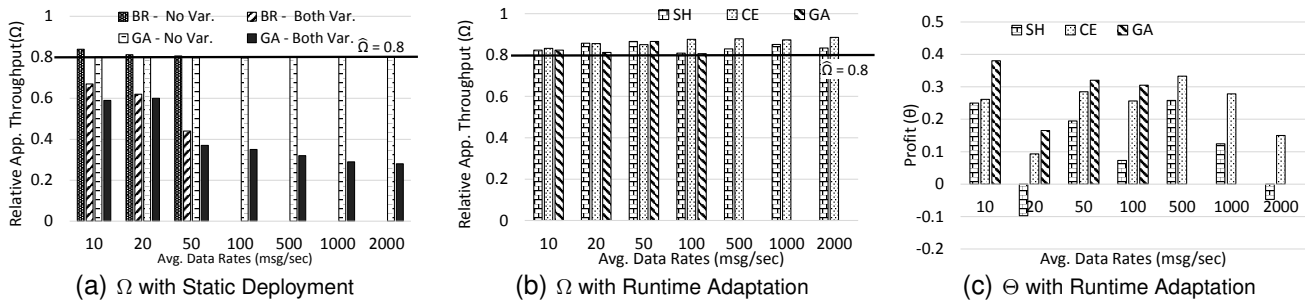 Relative App. Throughput(Ω)
1
0.8
0.6
0.4
0.2
0
BR - No Var.
BR - Both Var.
GA - No Var.
GA - Both Var.
Ω̂ = 0.8
10 20 50 100 500 1000 2000
Avg. Data Rates (msg/sec)
(a) Ω with Static Deployment
Relative App. Throughput (Ω)
1
0.8
0.6
0.4
0.2
0
SH CE GA
Ω̂ = 0.8
10 20 50 100 500 1000 2000
Avg. Data Rates (msg/sec)
(b) Ω with Runtime Adaptation
Profit (θ)
0.5
0.4
0.3
0.2
0.1
0
-0.1
-0.2
SH CE GA
10 20 50 100 500 1000 2000
Avg. Data Rates (msg/sec)
(c) Θ with Runtime Adaptation